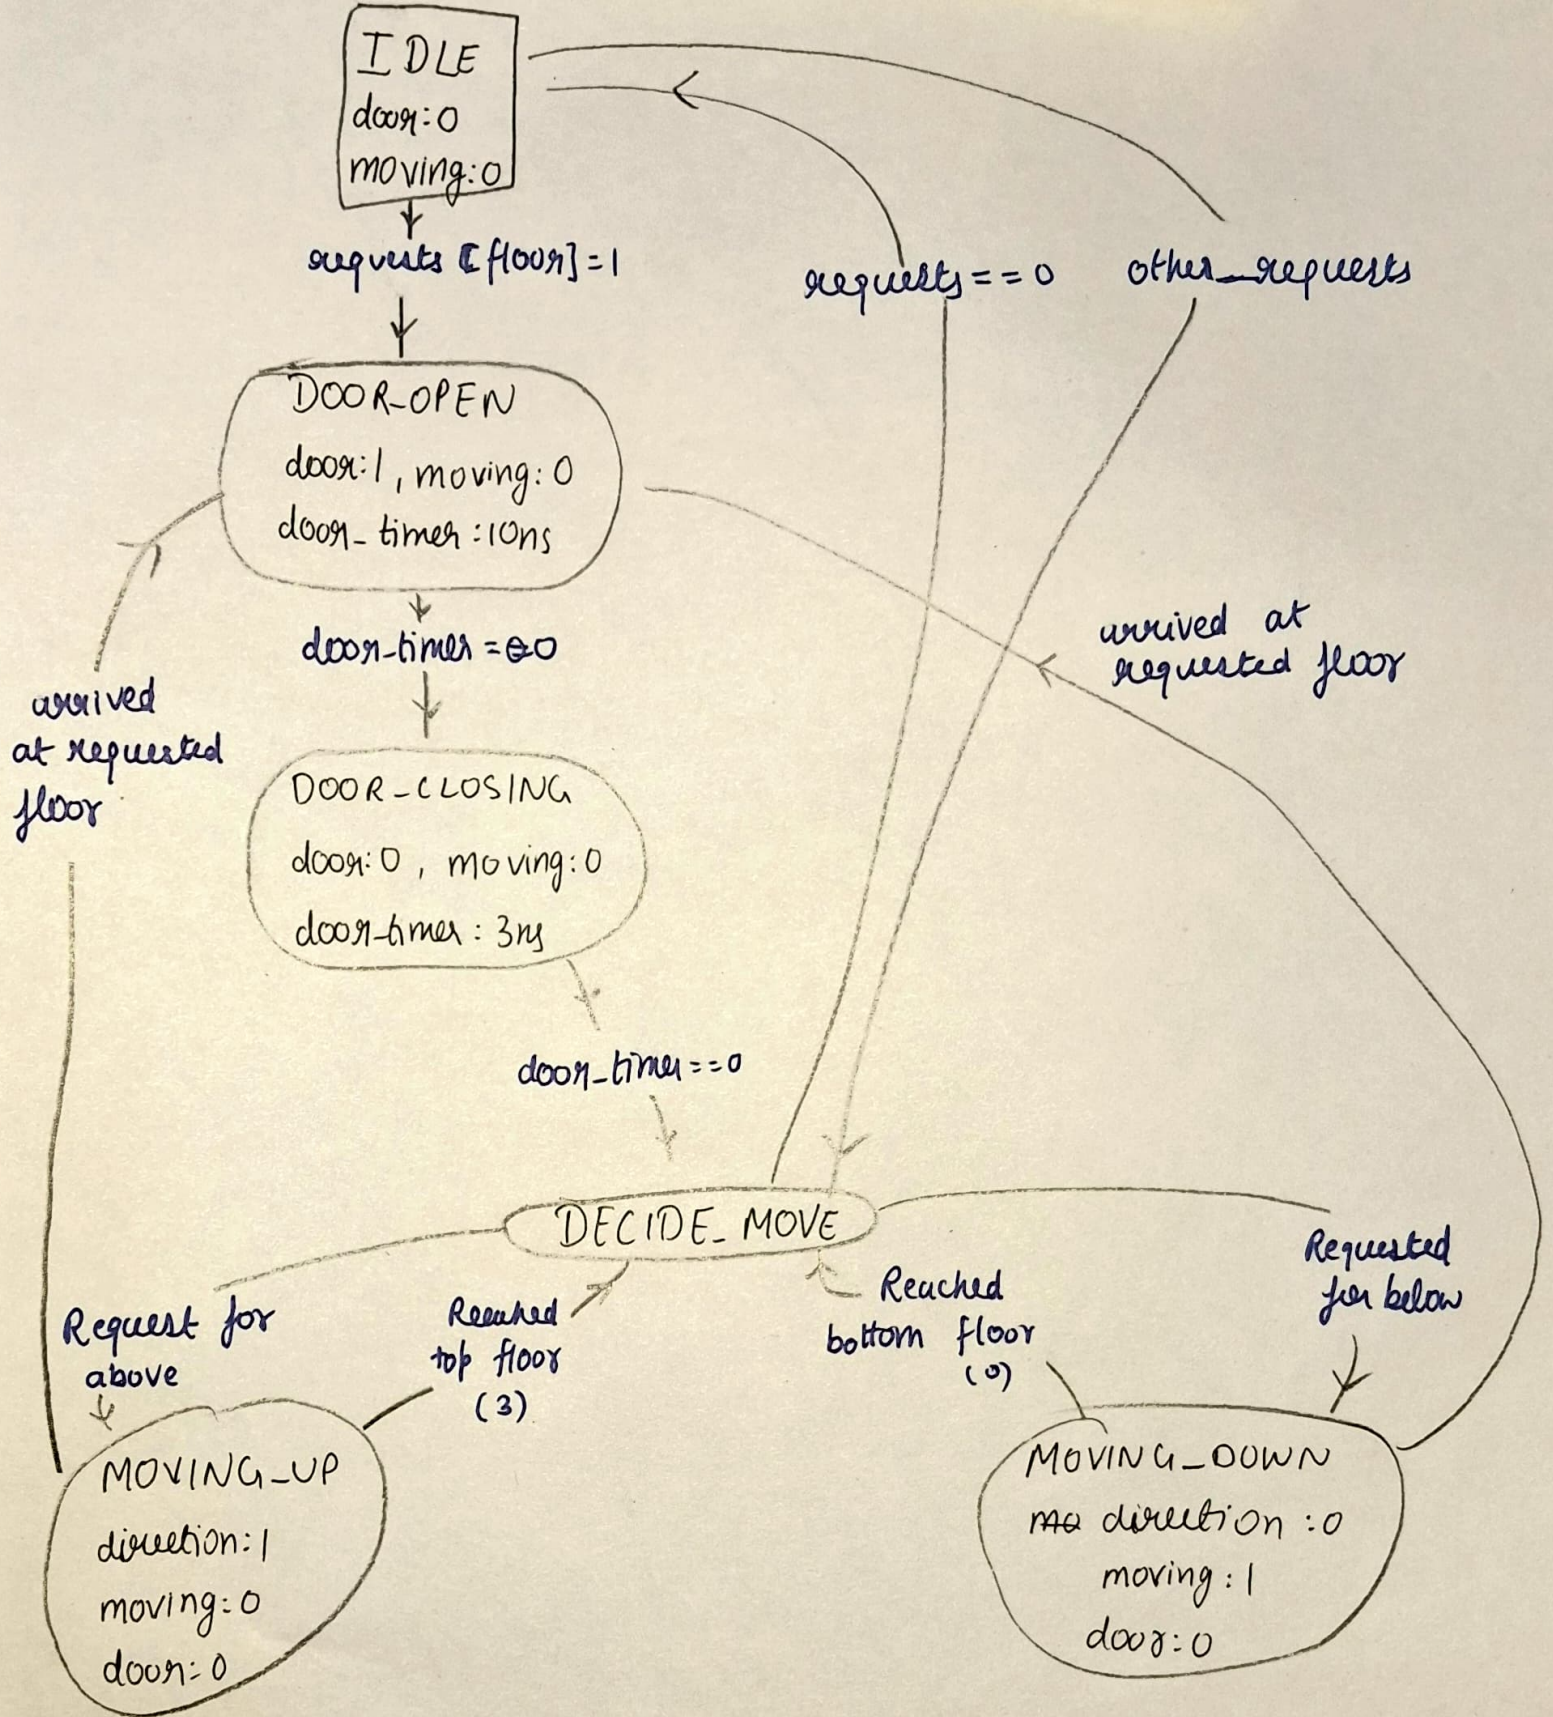 IDLE
door:0
moving:0
requests [floor]=1
requests==0
other_requests
DOOR_OPEN
door:1, moving:0
door_timer:10ns
door_timer ==0
arrived at
requested floor
arrived
at requested
floor
DOOR_CLOSING
door:0, moving:0
door_timer: 3ns
door_timer==0
DECIDE_MOVE
Request for
above
Reached
top floor
(3)
Reached
bottom floor
(0)
Requested
for below
MOVING_UP
direction:1
moving:0
door:0
MOVING_DOWN
direction:0
moving:1
door:0